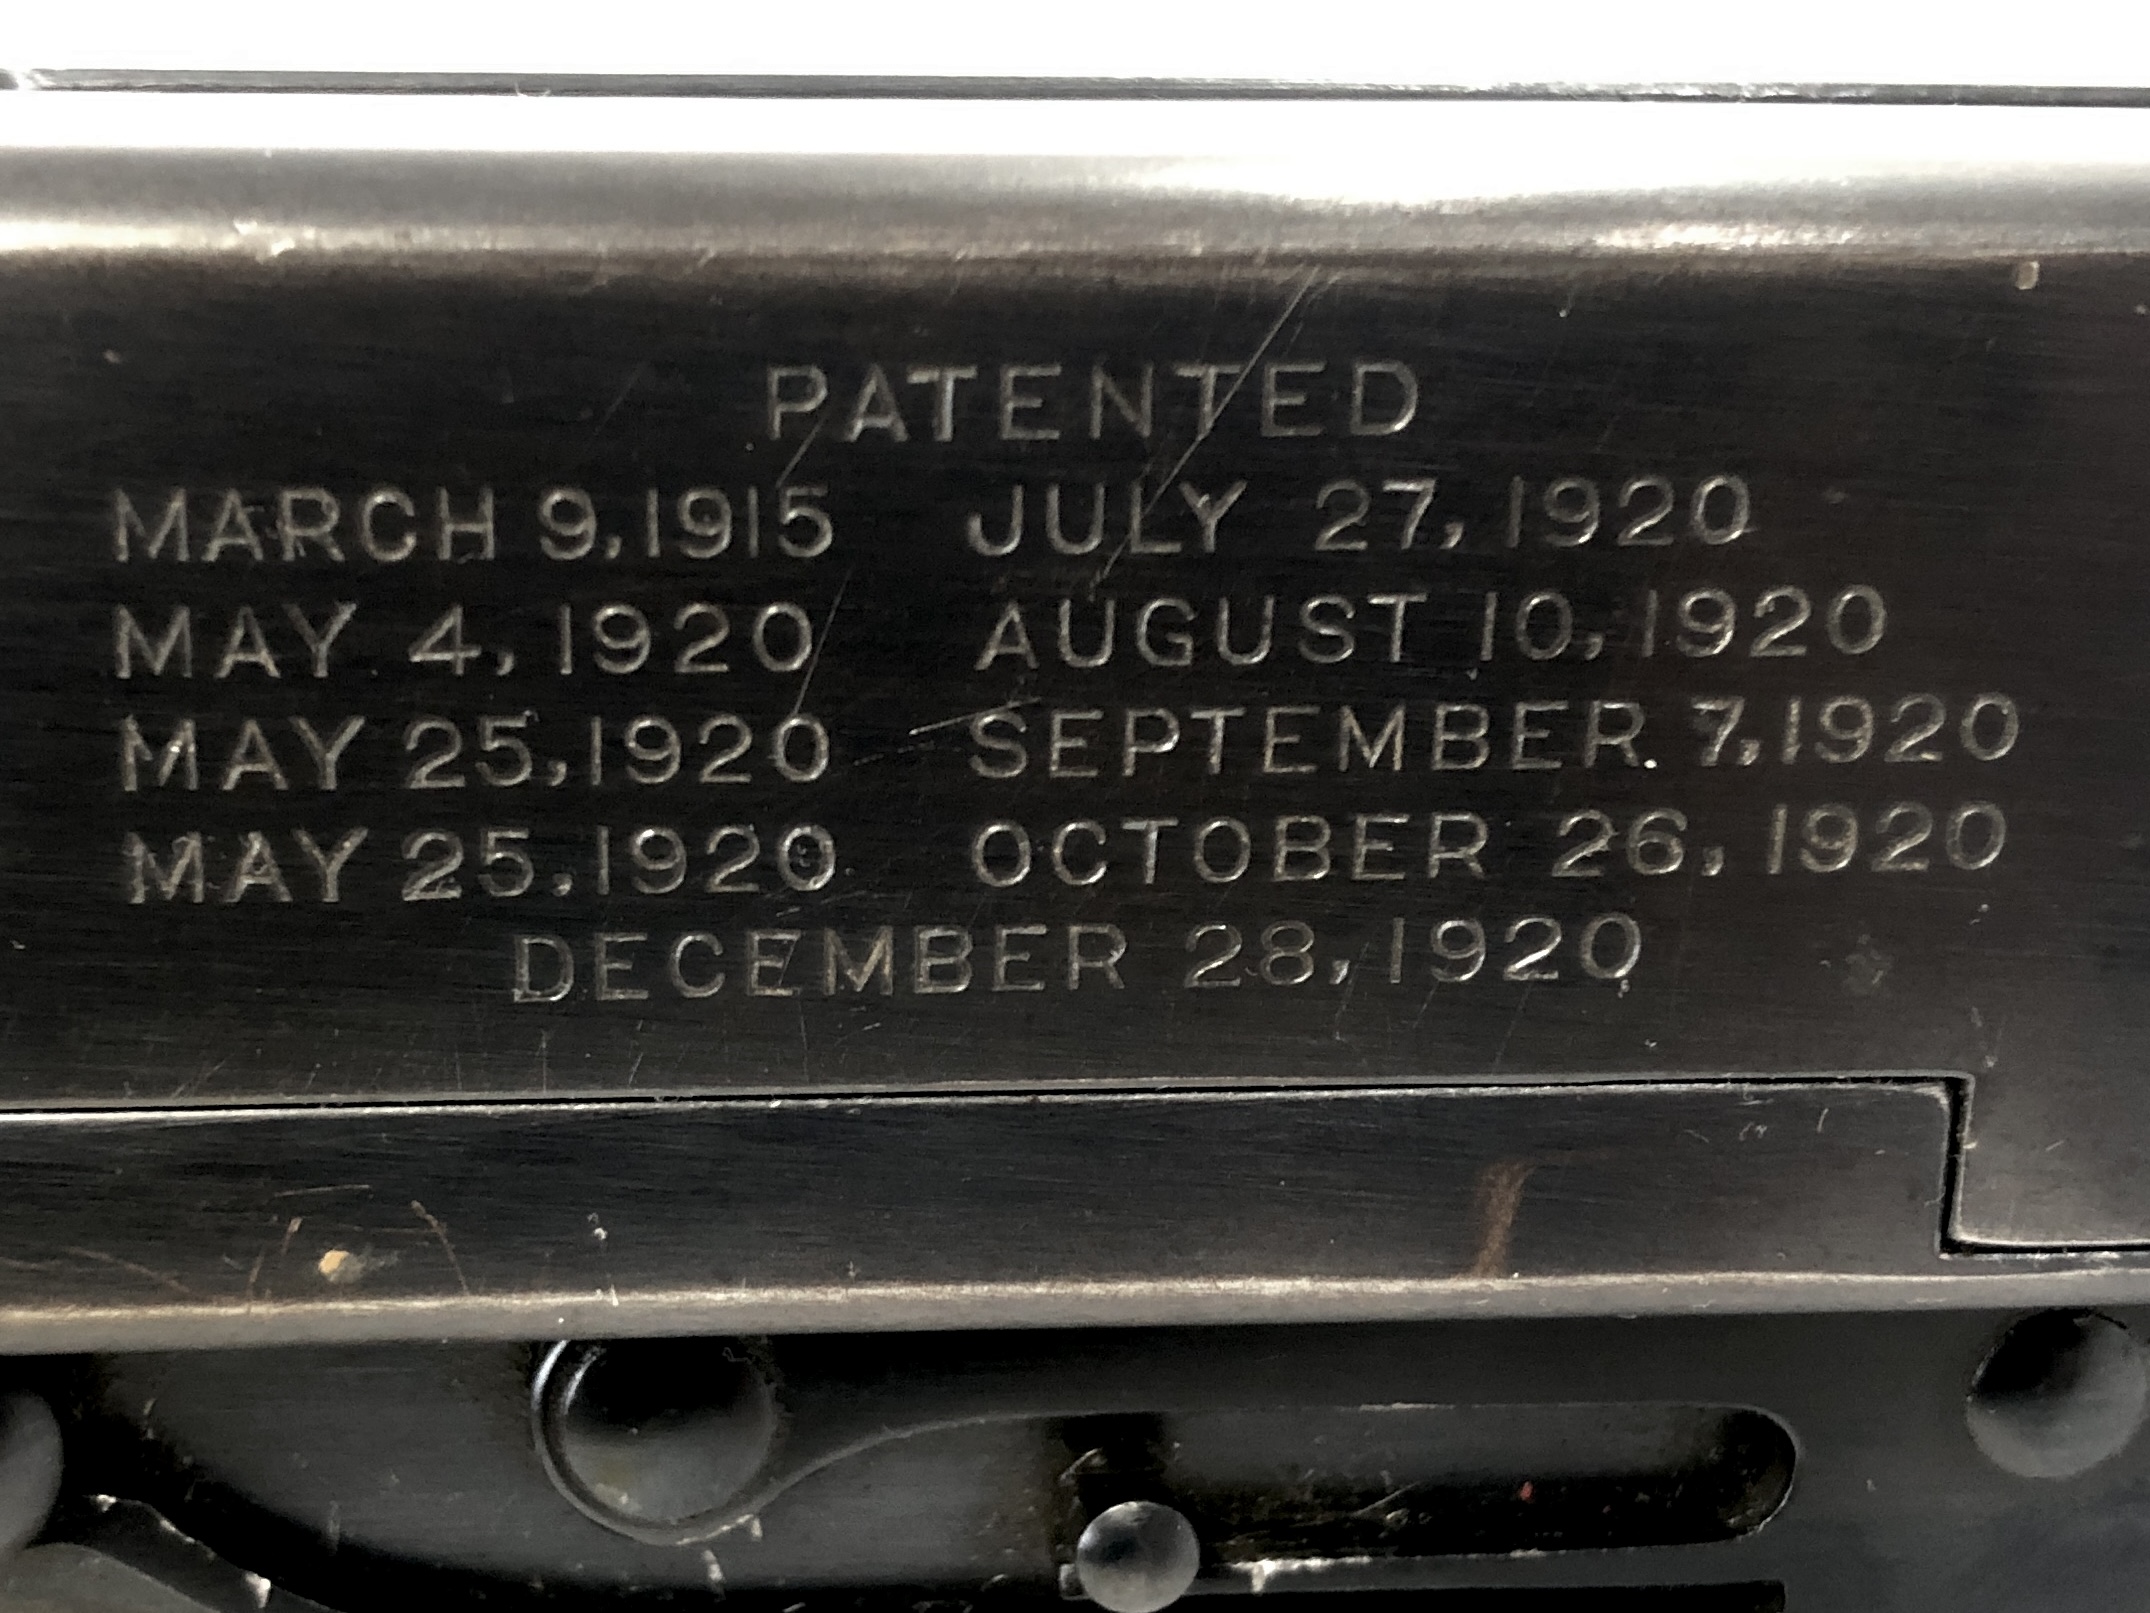 PATENTED
MARCH 9, 1915 JULY 27, 1920
MAY 4, 1920 AUGUST 10, 1920
MAY 25, 1920 SEPTEMBER 7, 1920
MAY 25, 1920 OCTOBER 26, 1920
DECEMBER 28, 1920